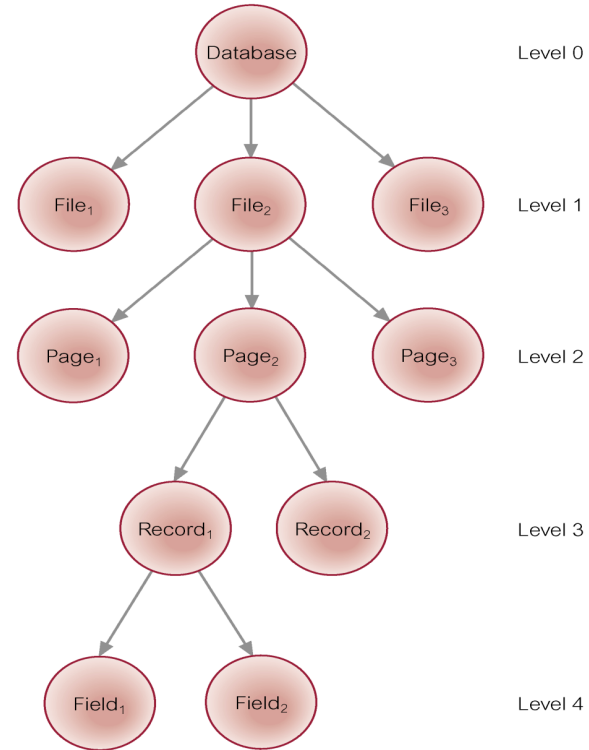 Database Level 0
File₁ File₂ File₃ Level 1
Page₁ Page₂ Page₃ Level 2
Record₁ Record₂ Level 3
Field₁ Field₂ Level 4